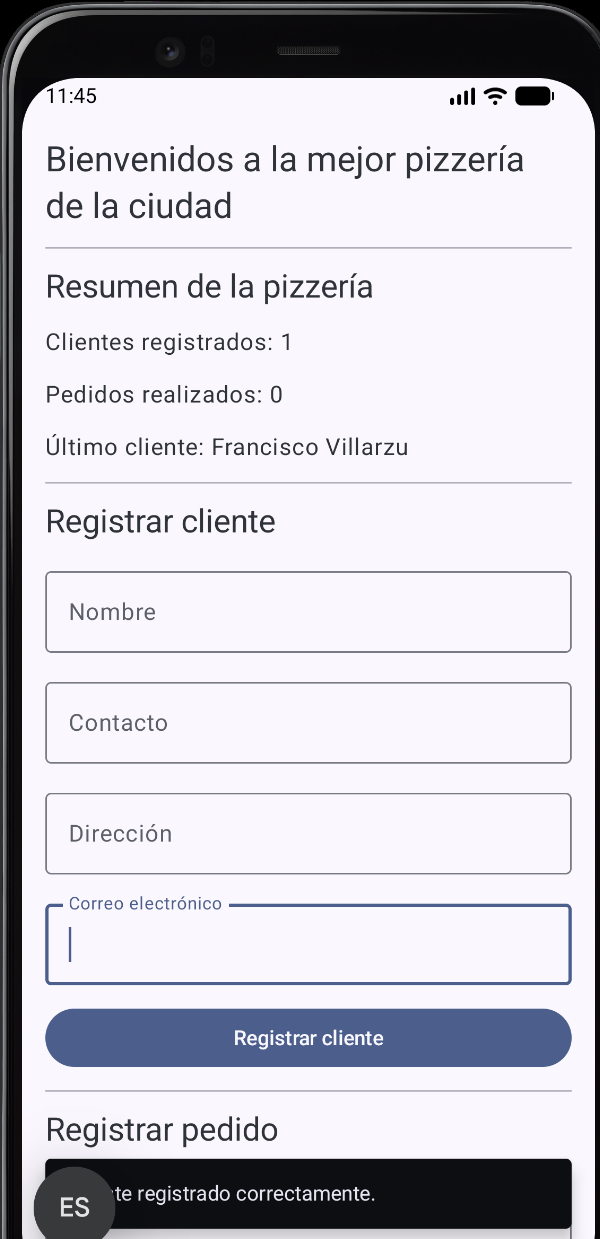 11:45
Bienvenidos a la mejor pizzería
de la ciudad
Resumen de la pizzería
Clientes registrados: 1
Pedidos realizados: 0
Último cliente: Francisco Villarzu
Registrar cliente
Nombre
Contacto
Dirección
Correo electrónico
Registrar cliente
Registrar pedido
registrado correctamente.
ES